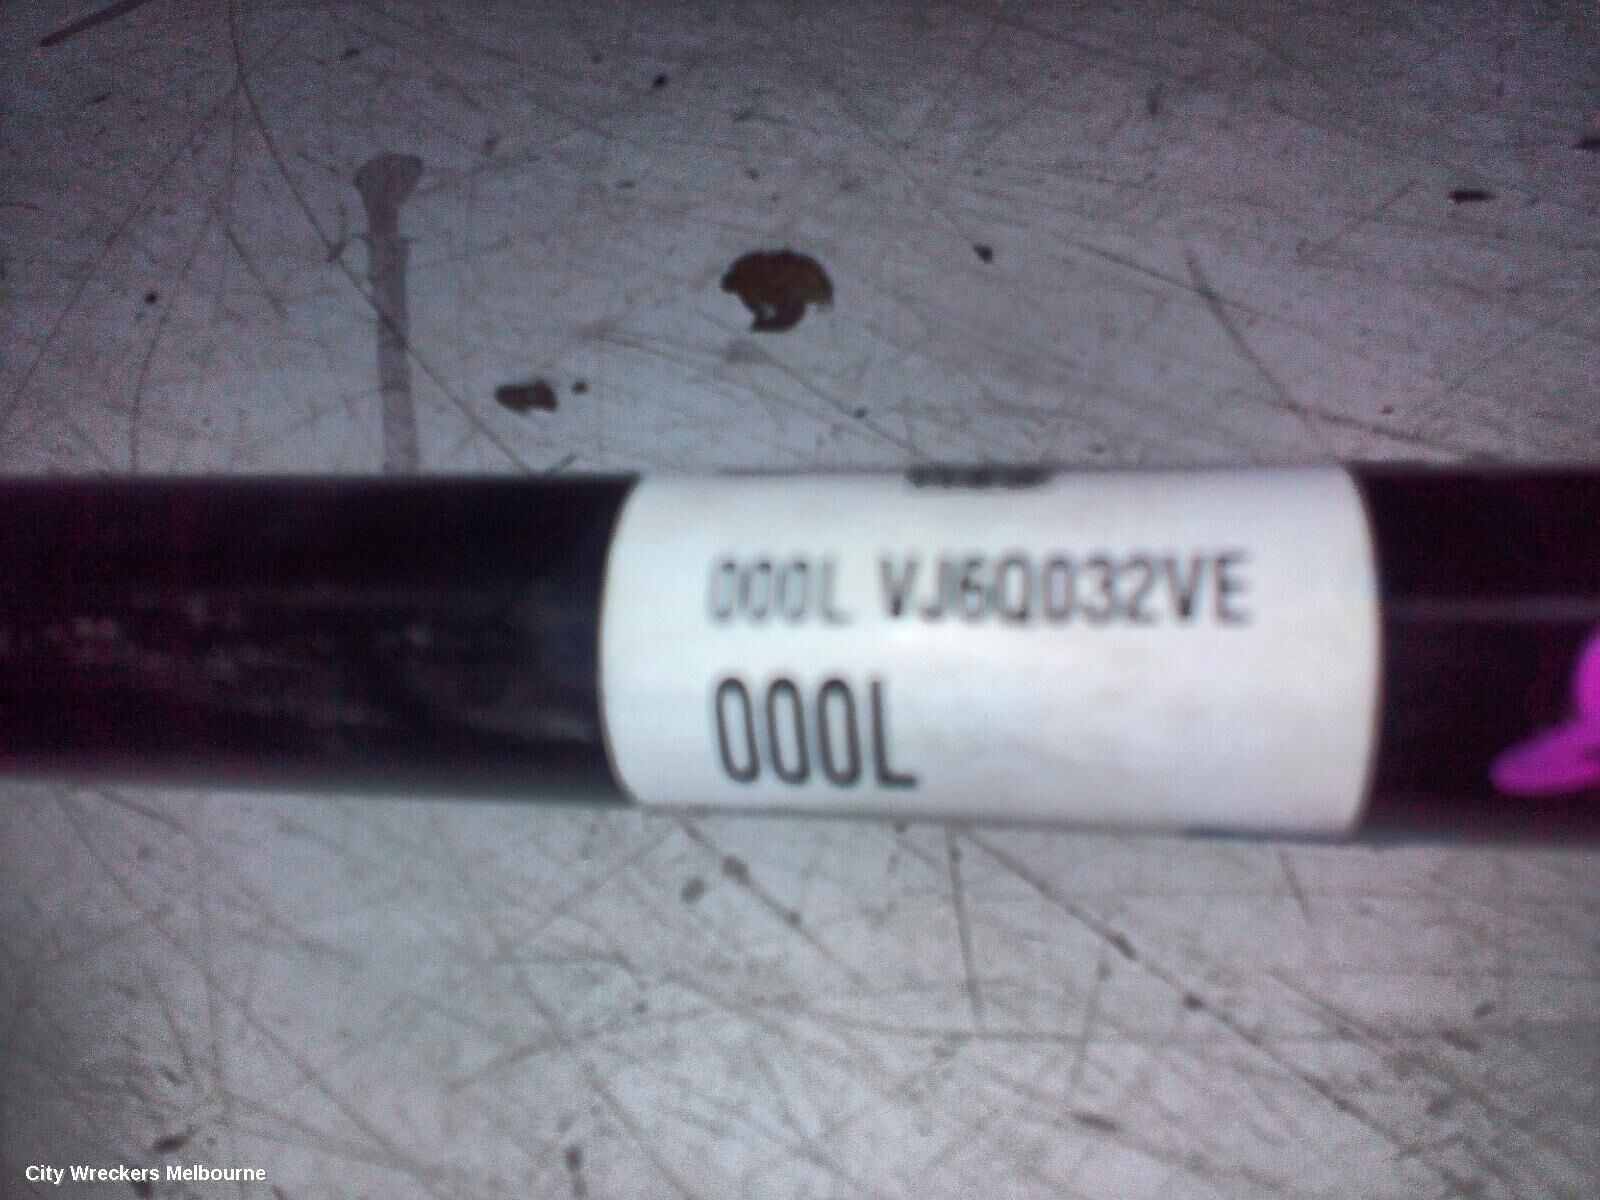 000L VJ6Q032VE
000L
City Wreckers Melbourne